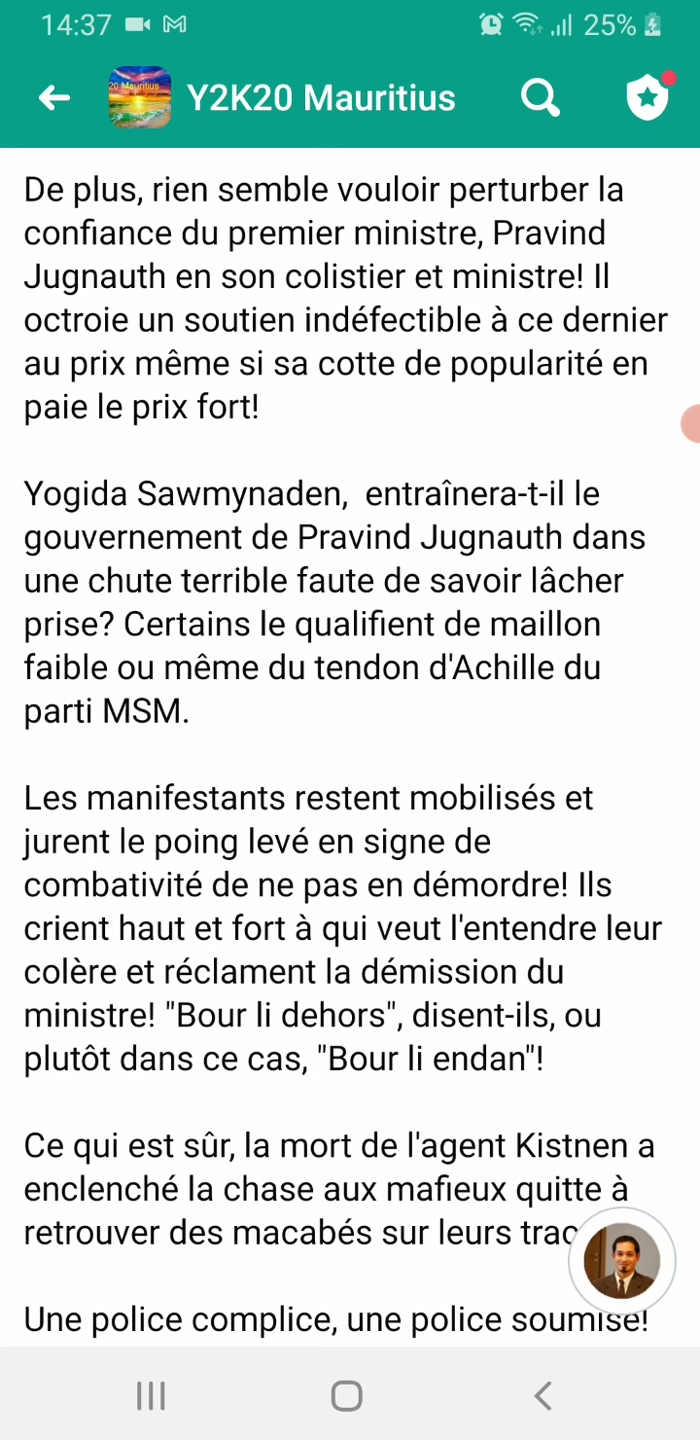 14:37
25%
20 Mauritius
Y2K20 Mauritius
De plus, rien semble vouloir perturber la
confiance du premier ministre, Pravind
Jugnauth en son colistier et ministre! Il
octroie un soutien indéfectible à ce dernier
au prix même si sa cotte de popularité en
paie le prix fort!
Yogida Sawmynaden, entraînera-t-il le
gouvernement de Pravind Jugnauth dans
une chute terrible faute de savoir lâcher
prise? Certains le qualifient de maillon
faible ou même du tendon d'Achille du
parti MSM.
Les manifestants restent mobilisés et
jurent le poing levé en signe de
combativité de ne pas en démordre! Ils
crient haut et fort à qui veut l'entendre leur
colère et réclament la démission du
ministre! "Bour li dehors", disent-ils, ou
plutôt dans ce cas, "Bour li endan"!
Ce qui est sûr, la mort de l'agent Kistnen a
enclenché la chase aux mafieux quitte à
retrouver des macabés sur leurs
Une police complice, une police soumise!